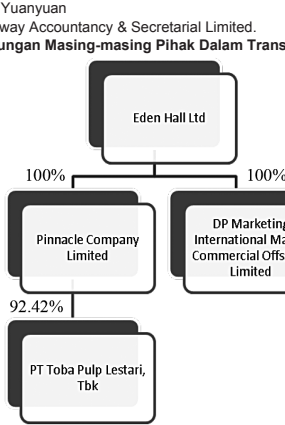 Yuanyuan
way Accountancy & Secretarial Limited.
ungan Masing-masing Pihak Dalam Trans
Eden Hall Ltd
100%
100%
Pinnacle Company
Limited
DP Marketing
International Ma
Commercial Offs
Limited
92.42%
PT Toba Pulp Lestari,
Tbk